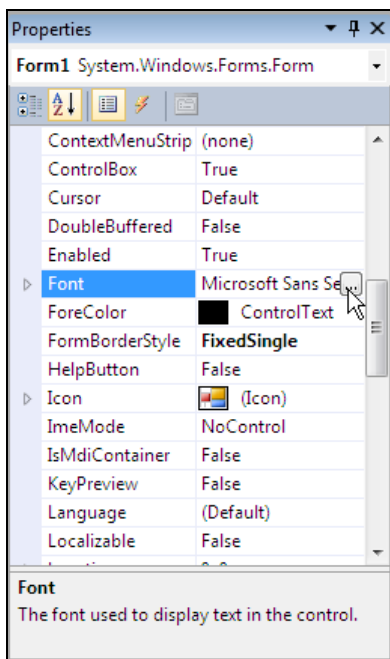 Properties
Form1 System.Windows.Forms.Form
ContextMenuStrip (none)
ControlBox True
Cursor Default
DoubleBuffered False
Enabled True
Font Microsoft Sans Se ...
ForeColor ControlText
FormBorderStyle FixedSingle
HelpButton False
Icon (Icon)
ImeMode NoControl
IsMdiContainer False
KeyPreview False
Language (Default)
Localizable False
Font
The font used to display text in the control.